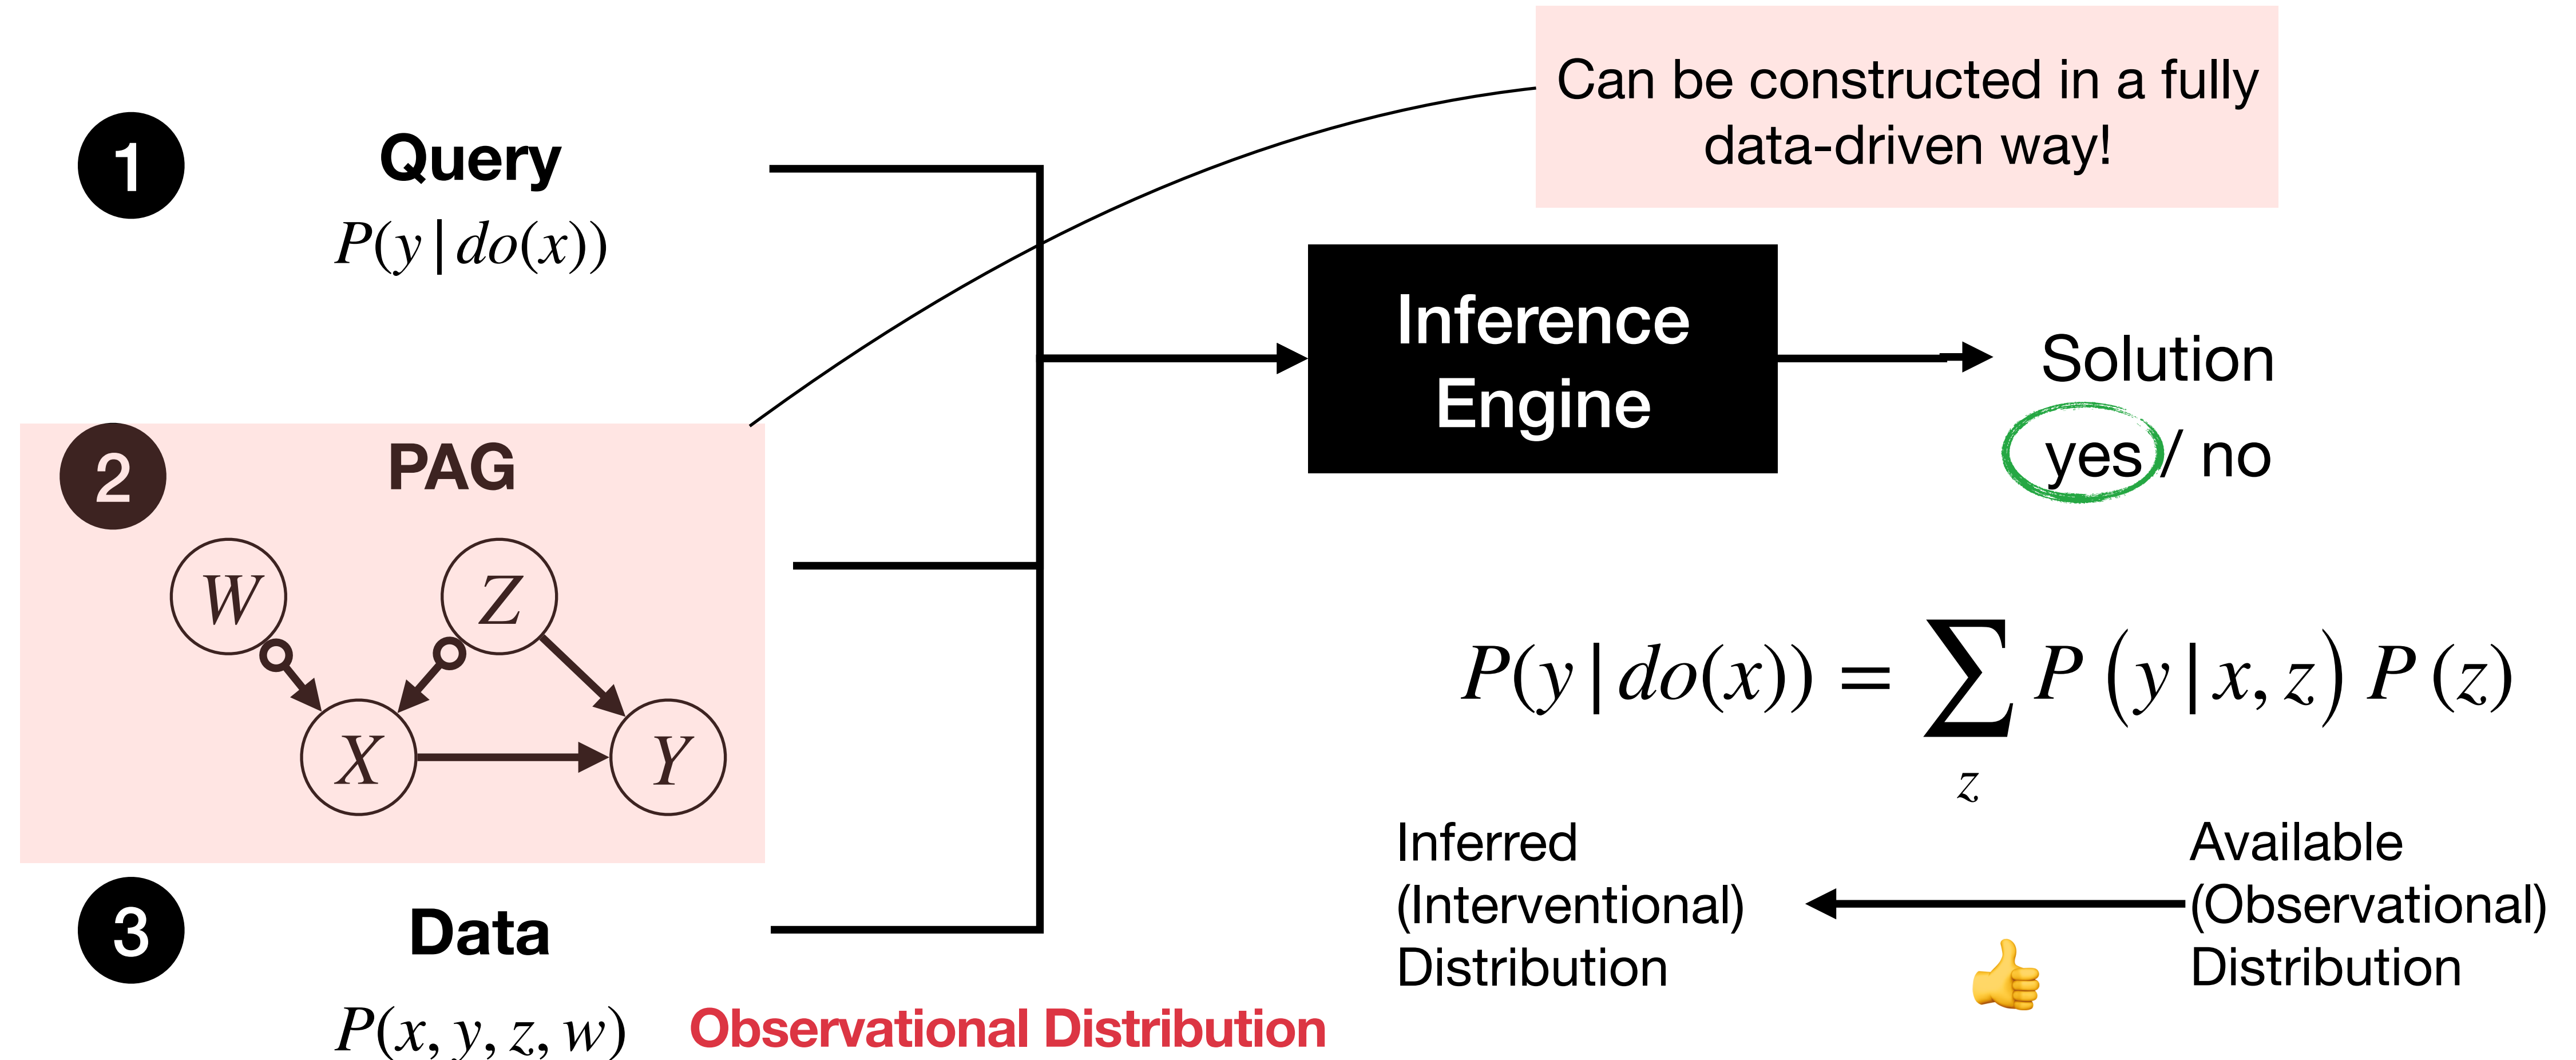 Can be constructed in a fully
data-driven way!
1
Query
P(y | do(x))
Inference
Engine
Solution
yes / no
2
PAG
W
Z
X
Y
P(y | do(x)) = ∑ P (y | x, z) P (z)
z
Inferred
(Interventional)
Distribution
Available
(Observational)
Distribution
3
Data
P(x, y, z, w)
Observational Distribution